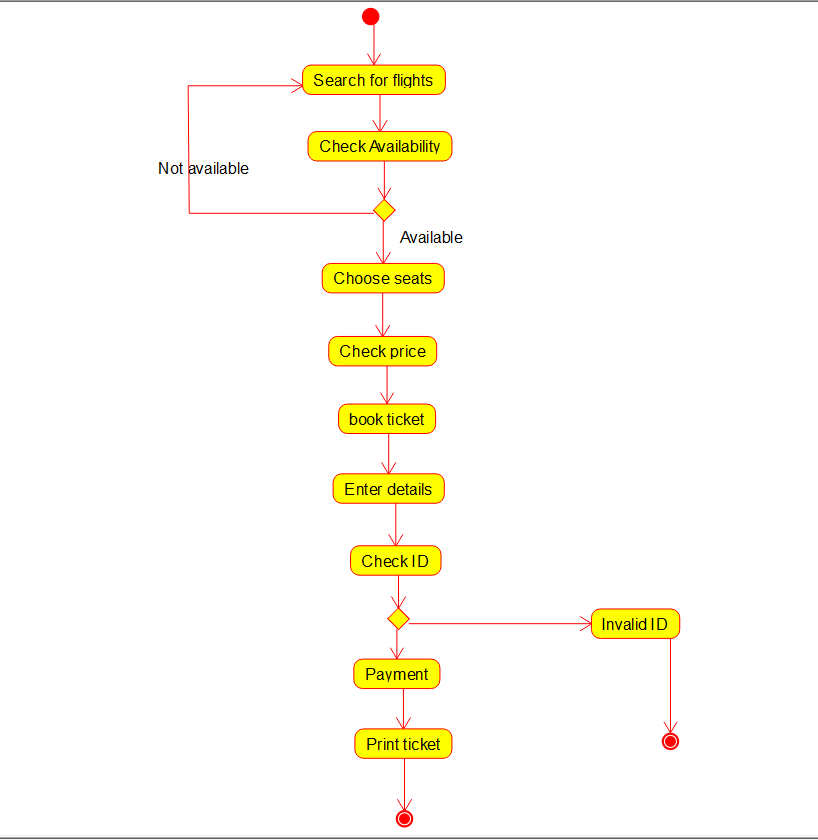 Search for flights
Check Availability
Not available
Available
Choose seats
Check price
book ticket
Enter details
Check ID
Invalid ID
Payment
Print ticket